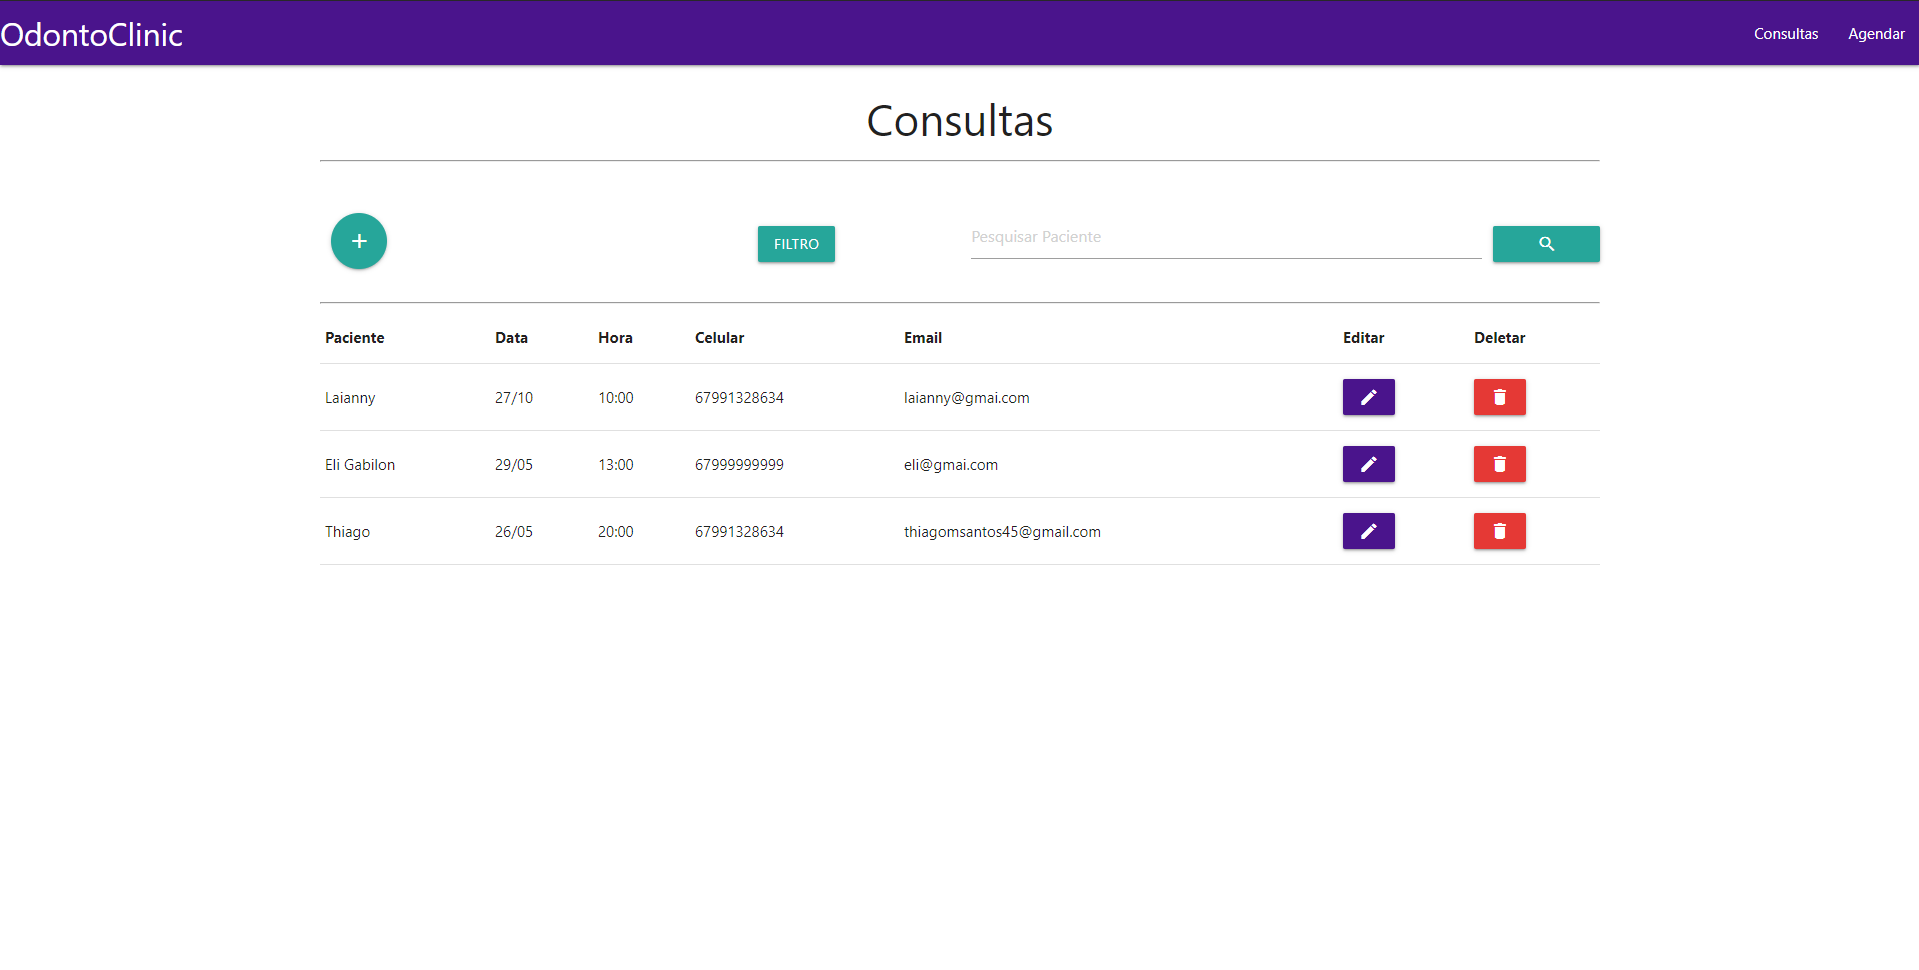 OdontoClinic Consultas Agendar
Consultas
+ FILTRO Pesquisar Paciente
Paciente Data Hora Celular Email Editar Deletar
Laianny 27/10 10:00 67991328634 laianny@gmai.com
Eli Gabilon 29/05 13:00 67999999999 eli@gmai.com
Thiago 26/05 20:00 67991328634 thiagomsantos45@gmail.com